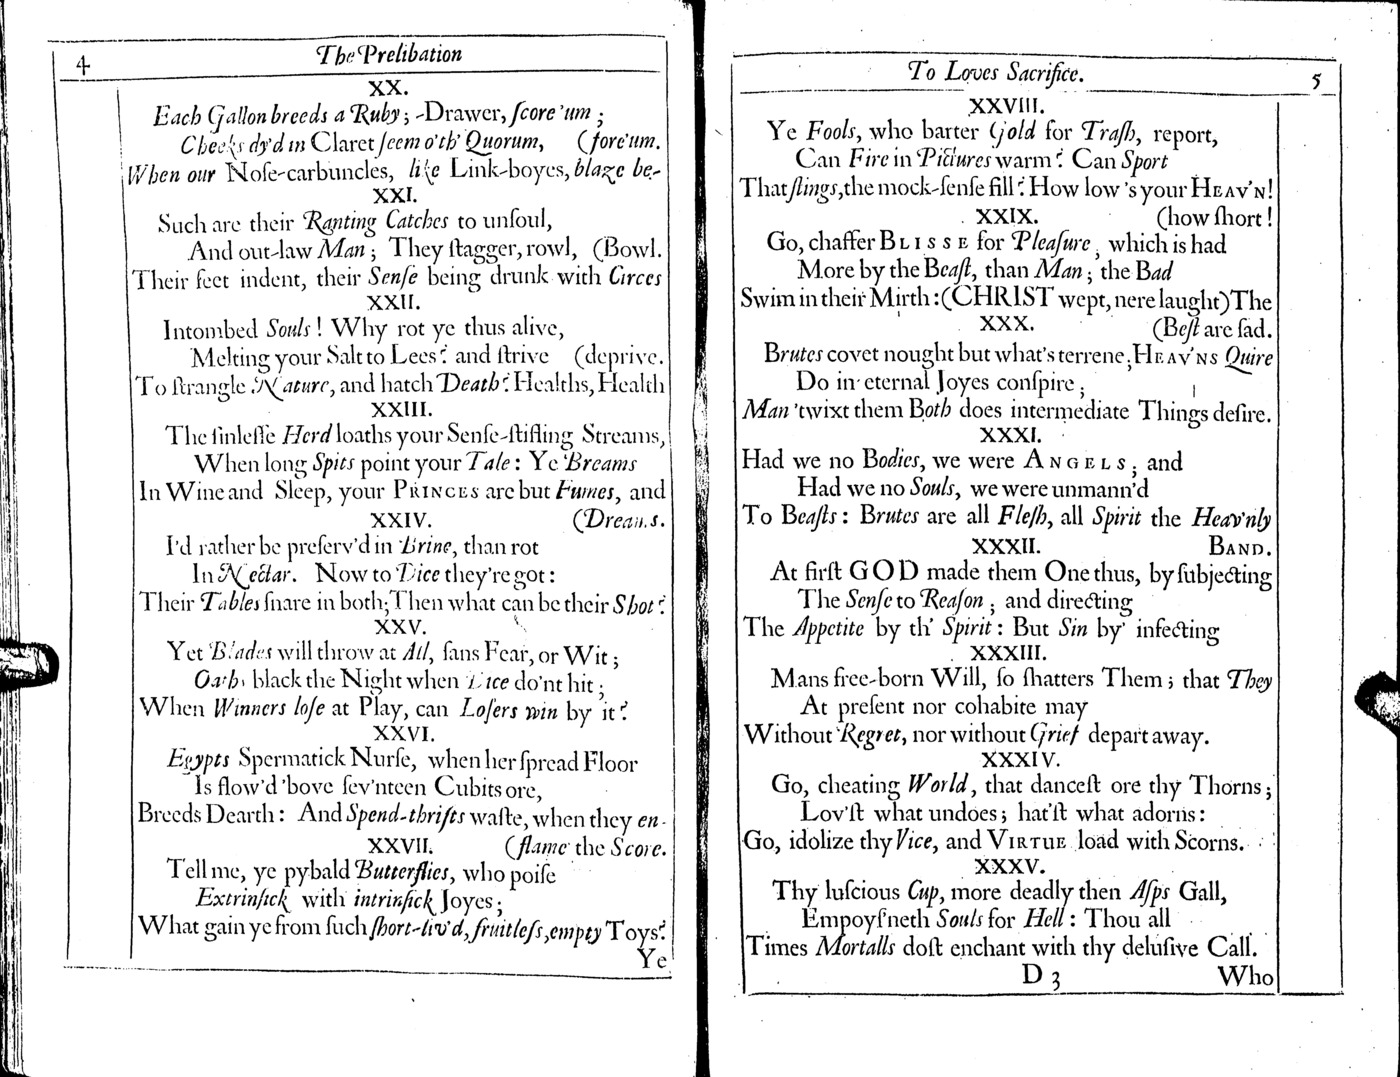 4
The Prelibation
XX.
Each Gallon breeds a Ruby; -Drawer, ſcore 'um;
Cheeks dy'd in Claret ſeem o'th' Quorum, (fore'um.
When our Noſe-carbuncles, like Link-boyes, blaze be-
XXI.
Such are their Ranting Catches to unſoul,
And out-law Man; They ſtagger, rowl, (Bowl.
Their feet indent, their Senſe being drunk with Circes
XXII.
Intombed Souls! Why rot ye thus alive,
Melting your Salt to Lees? and ſtrive (deprive.
To ſtrangle Nature, and hatch Death? Healths, Health
XXIII.
The ſinleſſe Herd loaths your Senſe-ſtifling Streams,
When long Spits point your Tale: Ye Breams
In Wine and Sleep, your PRINCES are but Fumes, and
XXIV. (Dreams.
I'd rather be preſerv'd in Brine, than rot
In Nectar. Now to Dice they're got:
Their Tables ſnare in both; Then what can be their Shot?
XXV.
Yet Blades will throw at All, ſans Fear, or Wit;
Oaths black the Night when Dice do'nt hit;
When Winners loſe at Play, can Loſers win by it?
XXVI.
Egypts Spermatick Nurſe, when her ſpread Floor
Is flow'd 'bove ſev'nteen Cubits ore,
Breeds Dearth: And Spend-thriſts waſte, when they en-
XXVII. (flame the Score.
Tell me, ye pybald Butterflies, who poiſe
Extrinſick with intrinſick Joyes;
What gain ye from ſuch ſhort-liv'd, fruitleſs, empty Toys?
Ye
To Loves Sacrifice.
5
XXVIII.
Ye Fools, who barter Gold for Traſh, report,
Can Fire in Pictures warm? Can Sport
That ſtings, the mock-ſenſe fill? How low 's your HEAV'N!
XXIX. (how ſhort!
Go, chaffer BLISSE for Pleaſure, which is had
More by the Beaſt, than Man; the Bad
Swim in their Mirth: (CHRIST wept, nere laught) The
XXX. (Beſt are ſad.
Brutes covet nought but what's terrene; HEAV'NS Quire
Do in eternal Joyes conſpire;
Man 'twixt them Both does intermediate Things deſire.
XXXI.
Had we no Bodies, we were ANGELS; and
Had we no Souls, we were unmann'd
To Beaſts: Brutes are all Fleſh, all Spirit the Heav'nly
XXXII. BAND.
At firſt GOD made them One thus, by ſubjecting
The Senſe to Reaſon; and directing
The Appetite by th' Spirit: But Sin by' infecting
XXXIII.
Mans free-born Will, ſo ſhatters Them; that They
At preſent nor cohabite may
Without Regret, nor without Grief depart away.
XXXIV.
Go, cheating World, that danceſt ore thy Thorns;
Lov'ſt what undoes; hat'ſt what adorns:
Go, idolize thy Vice, and VIRTUE load with Scorns.
XXXV.
Thy luſcious Cup, more deadly then Aſps Gall,
Empoyſ'neth Souls for Hell: Thou all
Times Mortalls doſt enchant with thy deluſive Call.
D 3 Who